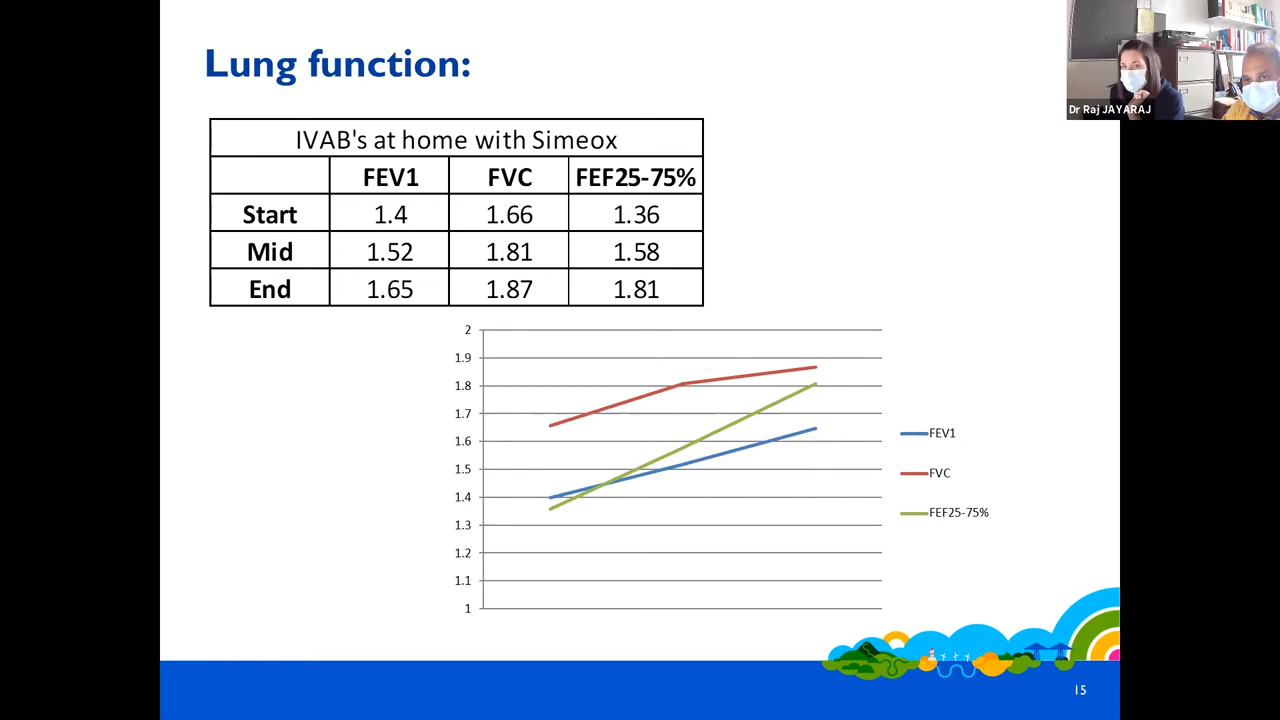 Lung function:
Dr Raj JAYARAJ
IVAB's at home with Simeox
FEV1 FVC FEF25-75%
Start 1.4 1.66 1.36
Mid 1.52 1.81 1.58
End 1.65 1.87 1.81
2
1.9
1.8
1.7
1.6
1.5
1.4
1.3
1.2
1.1
1
FEV1
FVC
FEF25-75%
15